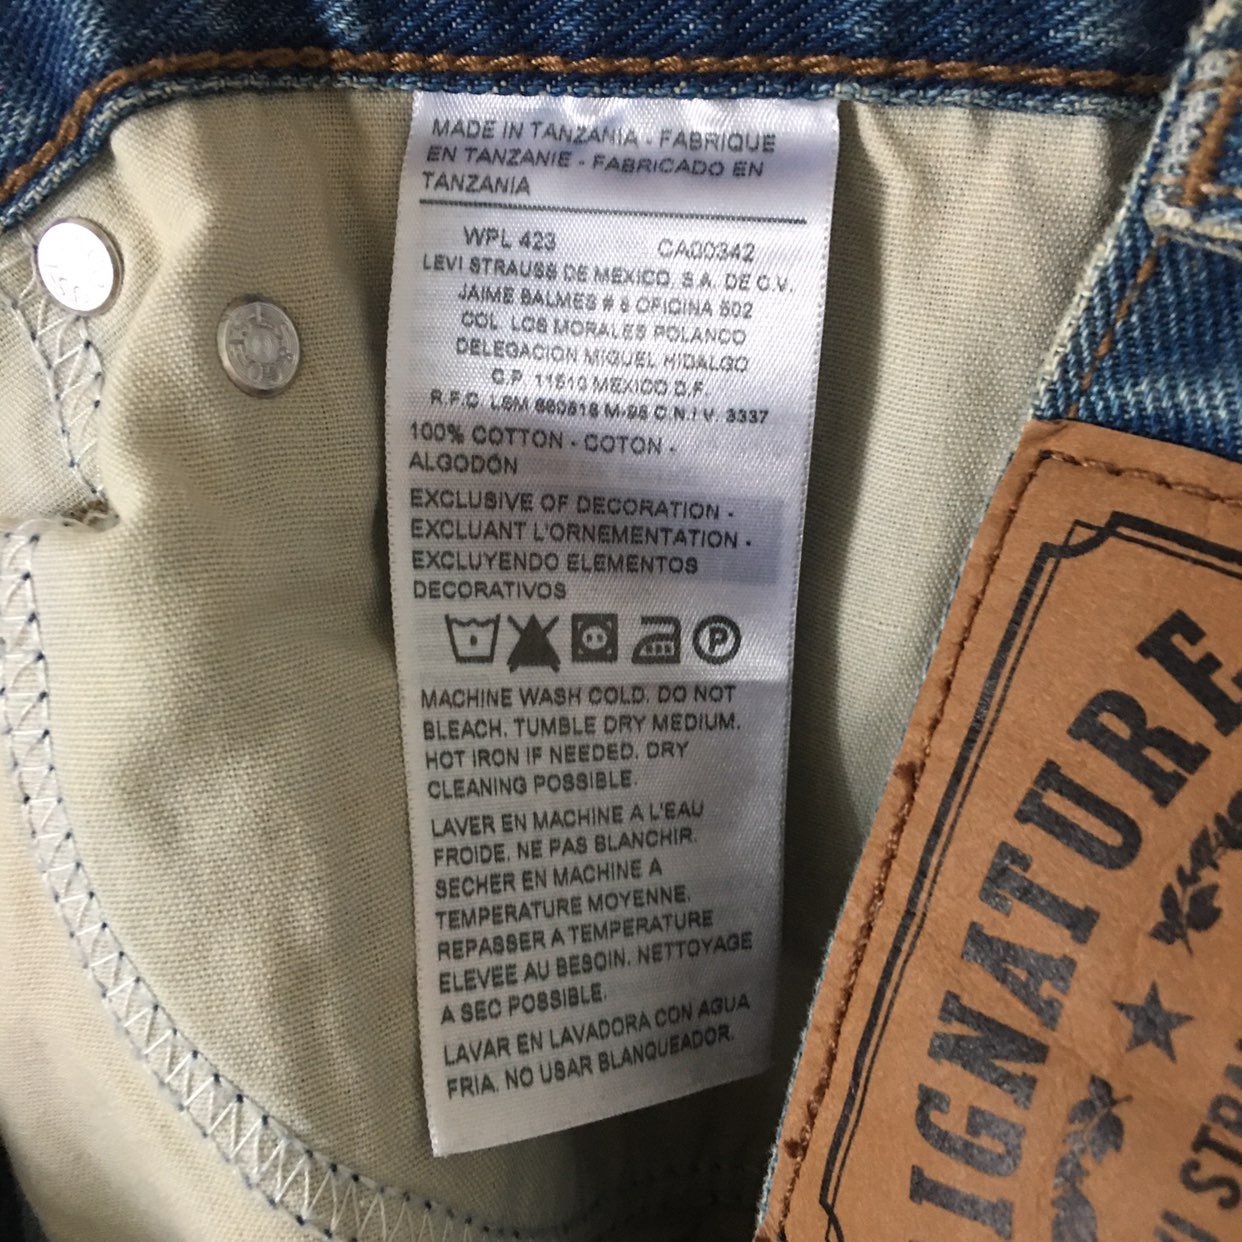 MADE IN TANZANIA - FABRIQUE
EN TANZANIE - FABRICADO EN
TANZANIA
WPL 423 CA00342
LEVI STRAUSS DE MEXICO, S.A. DE C.V.
JAIME BALMES # 8 OFICINA 502
COL. LOS MORALES POLANCO
DELEGACION MIGUEL HIDALGO
C.P. 11510 MEXICO D.F.
R.F.C. LSM C.N.I V. 3337
100% COTTON - COTON -
ALGODÓN
EXCLUSIVE OF DECORATION -
EXCLUANT L'ORNEMENTATION -
EXCLUYENDO ELEMENTOS
DECORATIVOS
P
MACHINE WASH COLD. DO NOT
BLEACH. TUMBLE DRY MEDIUM.
HOT IRON IF NEEDED. DRY
CLEANING POSSIBLE.
LAVER EN MACHINE A L'EAU
FROIDE. NE PAS BLANCHIR.
SECHER EN MACHINE A
TEMPERATURE MOYENNE.
REPASSER A TEMPERATURE
ELEVEE AU BESOIN. NETTOYAGE
A SEC POSSIBLE.
LAVAR EN LAVADORA CON AGUA
FRIA. NO USAR BLANQUEADOR.
IGNATURE